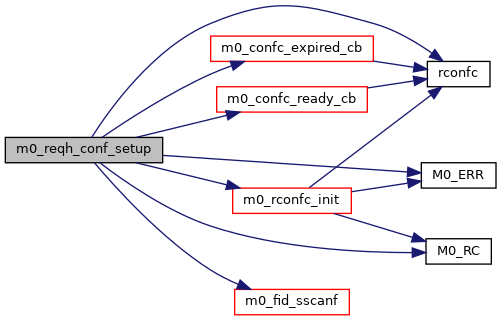 m0_reqh_conf_setup
m0_confc_expired_cb
m0_confc_ready_cb
m0_rconfc_init
m0_fid_sscanf
rconfc
M0_ERR
M0_RC